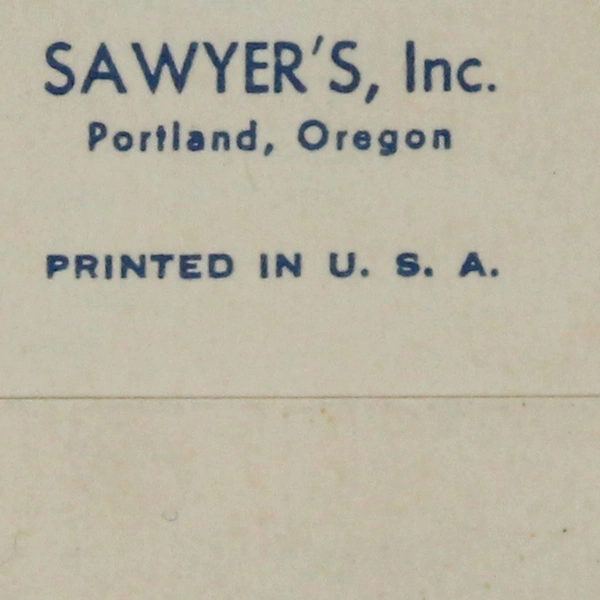 SAWYER'S, Inc.
Portland, Oregon
PRINTED IN U. S. A.